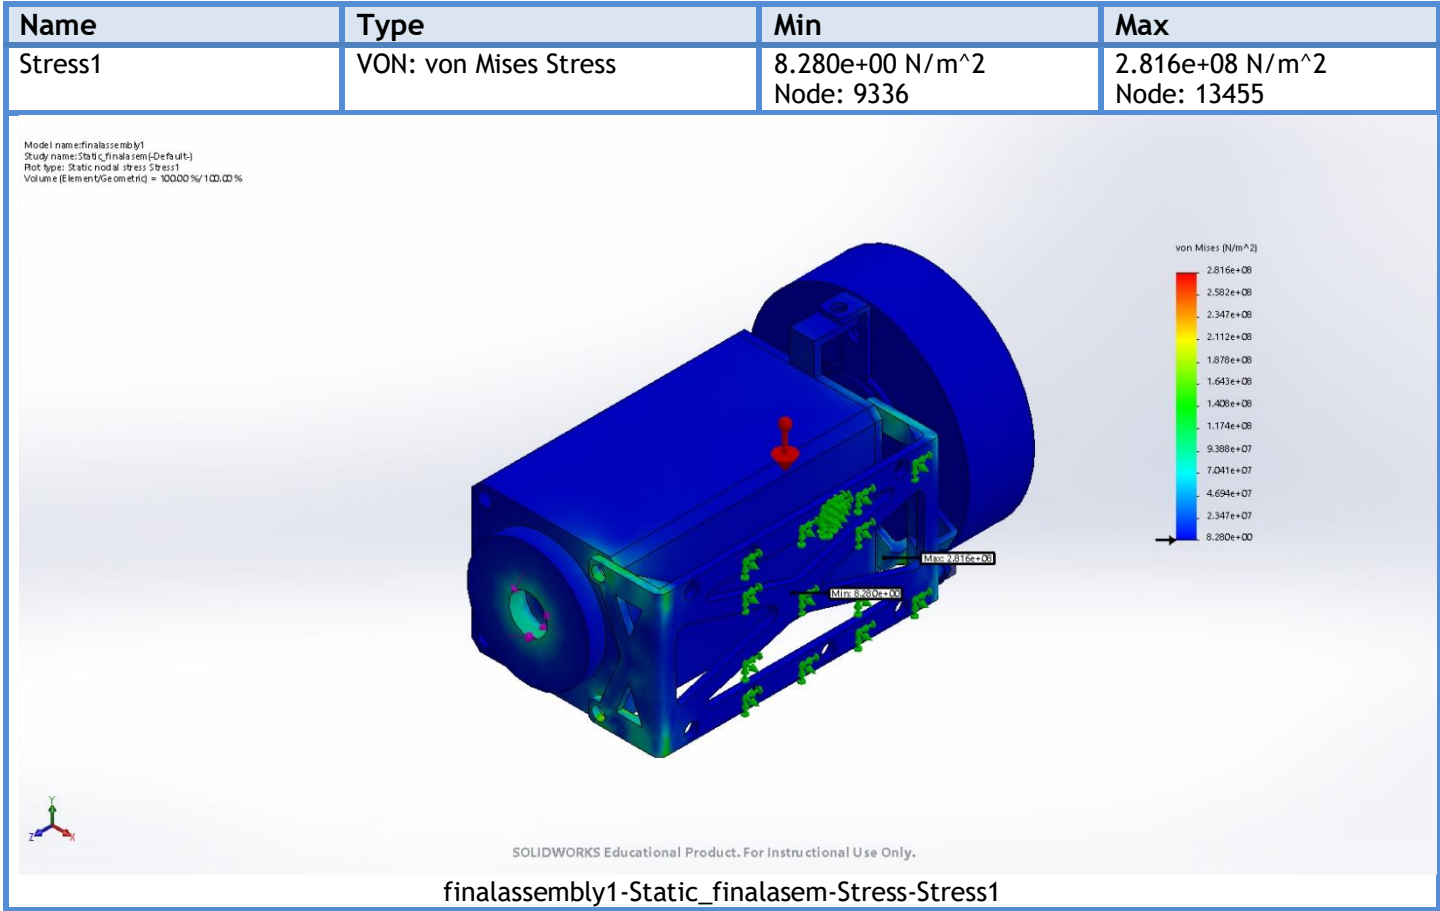 Name Type Min Max
Stress1 VON: von Mises Stress 8.280e+00 N/m^2 2.816e+08 N/m^2
Node: 9336 Node: 13455
Model name:finalassembly1
Study name:Static_finalasem(-Default-)
Plot type: Static nodal stress Stress1
Volume (Element/Geometric) = 100.00 %/ 100.00 %
von Mises (N/m^2)
2.816e+08
2.582e+08
2.347e+08
2.112e+08
1.878e+08
1.643e+08
1.408e+08
1.174e+08
9.388e+07
7.041e+07
4.694e+07
2.347e+07
8.280e+00
Max: 2.816e+08
Min: 8.280e+00
Y
Z X
SOLIDWORKS Educational Product. For Instructional Use Only.
finalassembly1-Static_finalasem-Stress-Stress1